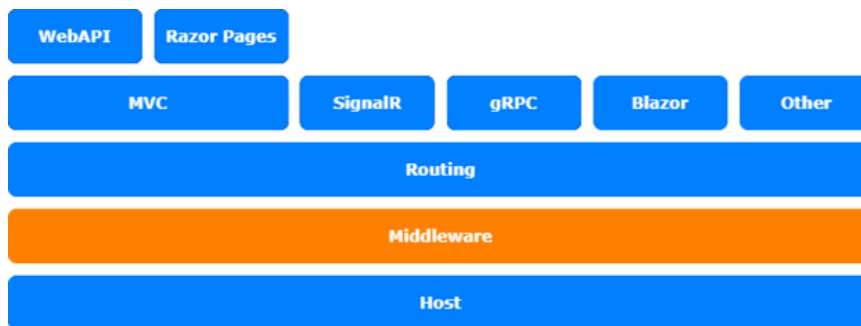 WebAPI Razor Pages
MVC SignalR gRPC Blazor Other
Routing
Middleware
Host